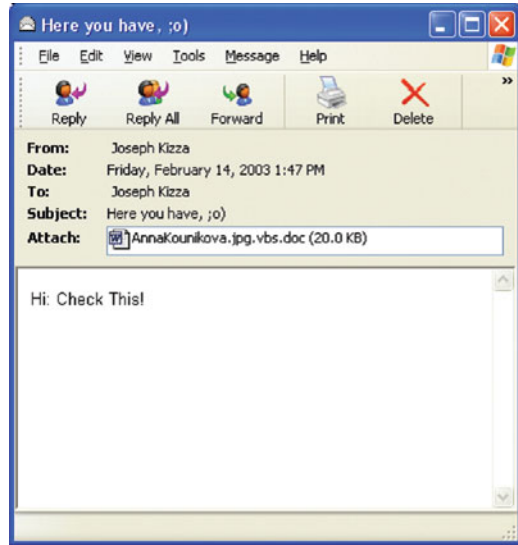 Here you have, ;o)
File Edit View Tools Message Help
Reply Reply All Forward Print Delete »
From: Joseph Kizza
Date: Friday, February 14, 2003 1:47 PM
To: Joseph Kizza
Subject: Here you have, ;o)
Attach: AnnaKounikova.jpg.vbs.doc (20.0 KB)
Hi: Check This!